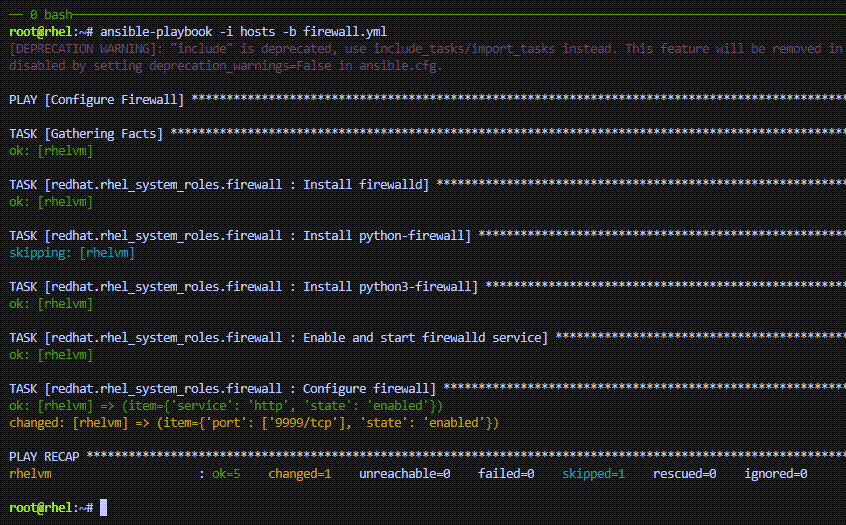 0 bash
root@rhel:~# ansible-playbook -i hosts -b firewall.yml
[DEPRECATION WARNING]: "include" is deprecated, use include_tasks/import_tasks instead. This feature will be removed in
disabled by setting deprecation_warnings=False in ansible.cfg.
PLAY [Configure Firewall] ***********************************************************************************************
TASK [Gathering Facts] **************************************************************************************************
ok: [rhelvm]
TASK [redhat.rhel_system_roles.firewall : Install firewalld] ************************************************************
ok: [rhelvm]
TASK [redhat.rhel_system_roles.firewall : Install python-firewall] ******************************************************
skipping: [rhelvm]
TASK [redhat.rhel_system_roles.firewall : Install python3-firewall] *****************************************************
ok: [rhelvm]
TASK [redhat.rhel_system_roles.firewall : Enable and start firewalld service] *******************************************
ok: [rhelvm]
TASK [redhat.rhel_system_roles.firewall : Configure firewall] ***********************************************************
ok: [rhelvm] => (item={'service': 'http', 'state': 'enabled'})
changed: [rhelvm] => (item={'port': ['9999/tcp'], 'state': 'enabled'})
PLAY RECAP **************************************************************************************************************
rhelvm : ok=5 changed=1 unreachable=0 failed=0 skipped=1 rescued=0 ignored=0
root@rhel:~#